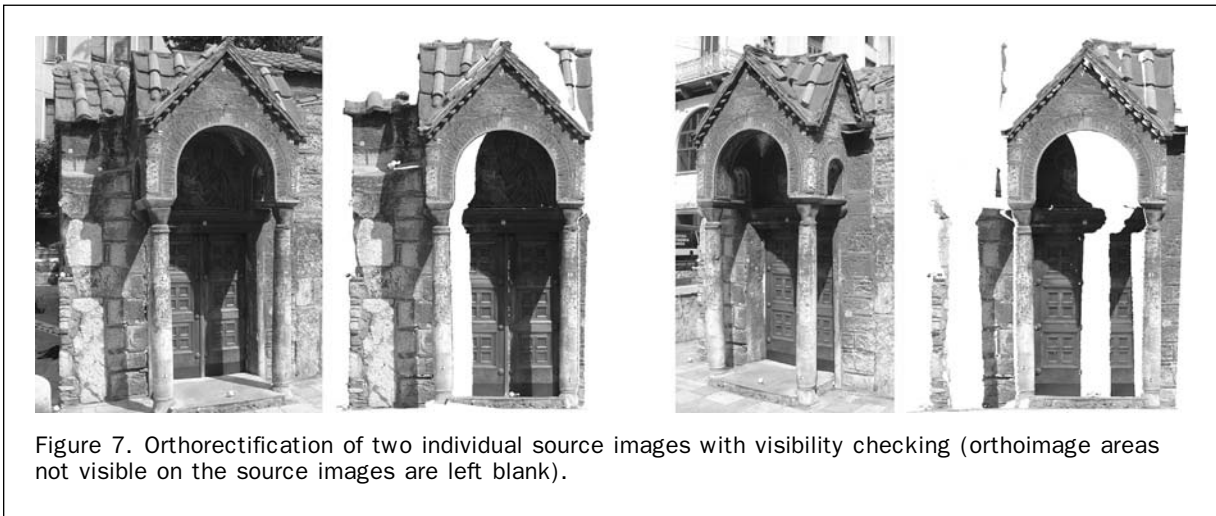 Figure 7. Orthorectification of two individual source images with visibility checking (orthoimage areas
not visible on the source images are left blank).